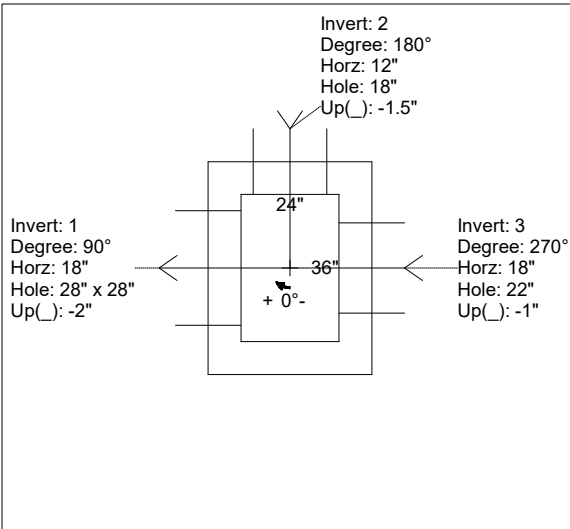 Invert: 2
Degree: 180°
Horz: 12"
Hole: 18"
Up(_): -1.5"
24"
Invert: 1
Degree: 90°
Horz: 18"
Hole: 28" x 28"
Up(_): -2"
36"
+ 0°-
Invert: 3
Degree: 270°
Horz: 18"
Hole: 22"
Up(_): -1"